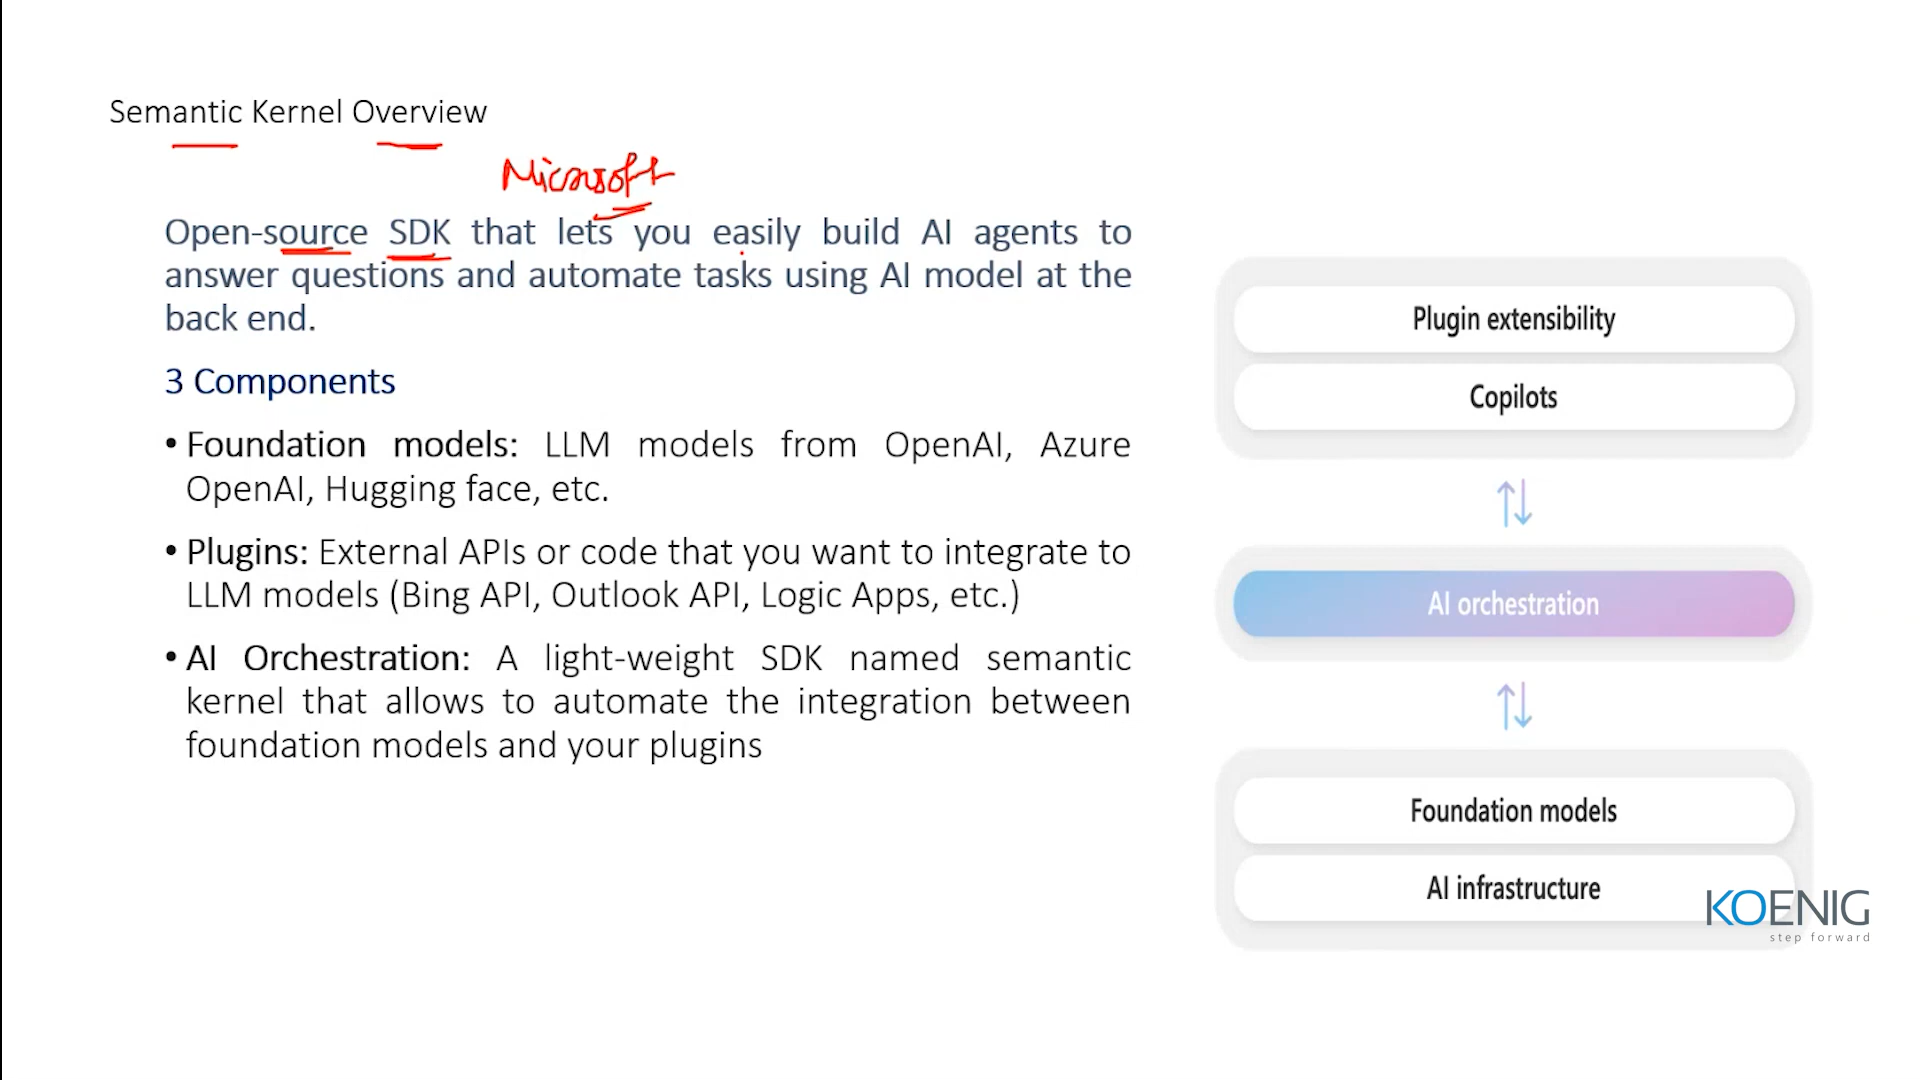 Semantic Kernel Overview
Microsoft
Open-source SDK that lets you easily build AI agents to
answer questions and automate tasks using AI model at the
back end.
3 Components
• Foundation models: LLM models from OpenAI, Azure
OpenAI, Hugging face, etc.
• Plugins: External APIs or code that you want to integrate to
LLM models (Bing API, Outlook API, Logic Apps, etc.)
• AI Orchestration: A light-weight SDK named semantic
kernel that allows to automate the integration between
foundation models and your plugins
Plugin extensibility
Copilots
AI orchestration
Foundation models
AI infrastructure
KOENIG
step forward